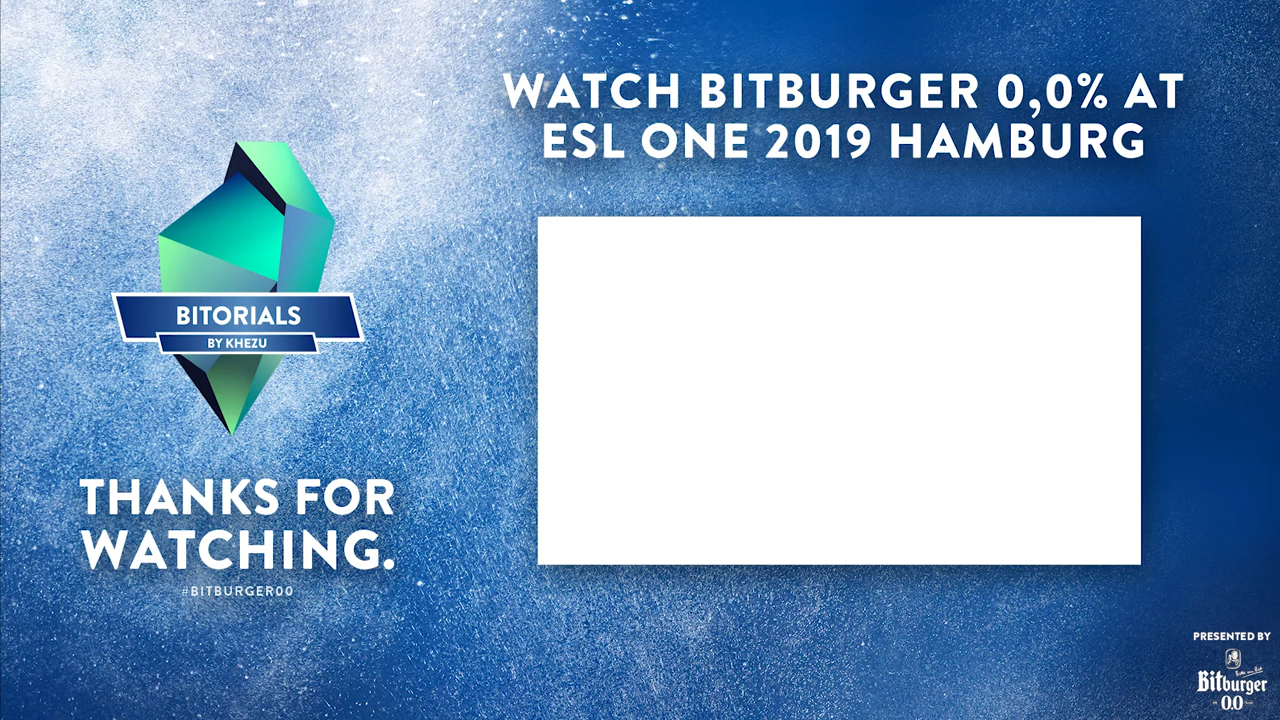 WATCH BITBURGER 0,0% AT
ESL ONE 2019 HAMBURG
BITORIALS
BY KHEZU
THANKS FOR
WATCHING.
#BITBURGER00
PRESENTED BY
Bitburger
0.0